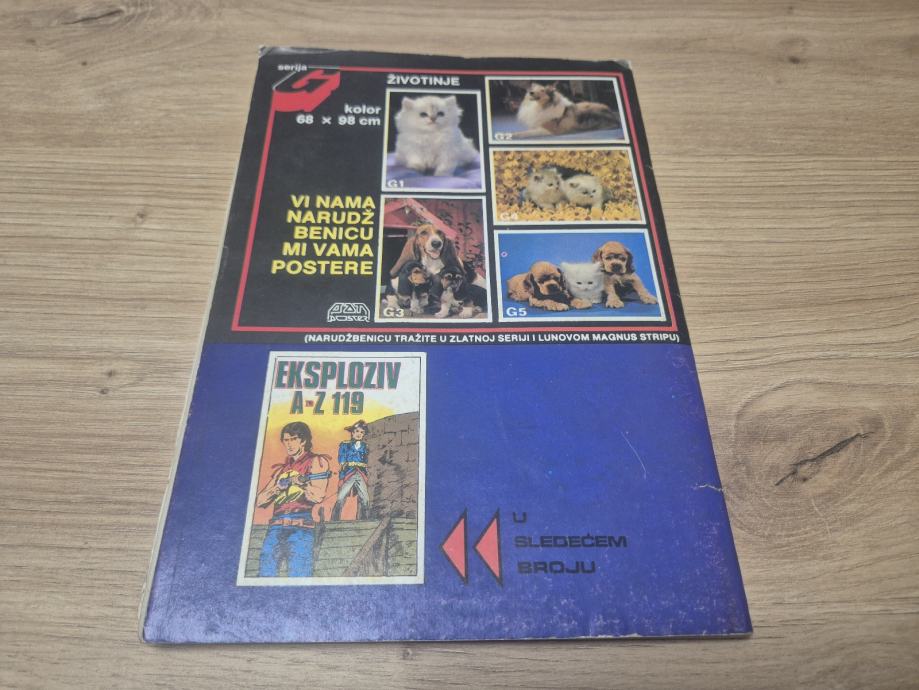 serija
G
kolor
68 × 98 cm
ŽIVOTINJE
G1
G2
G4
G3
G5
VI NAMA
NARUDŽ
BENICU
MI VAMA
POSTERE
POSTER
(NARUDŽBENICU TRAŽITE U ZLATNOJ SERIJI I LUNOVOM MAGNUS STRIPU)
EKSPLOZIV
A-Z 119
U
SLEDEĆEM
BROJU